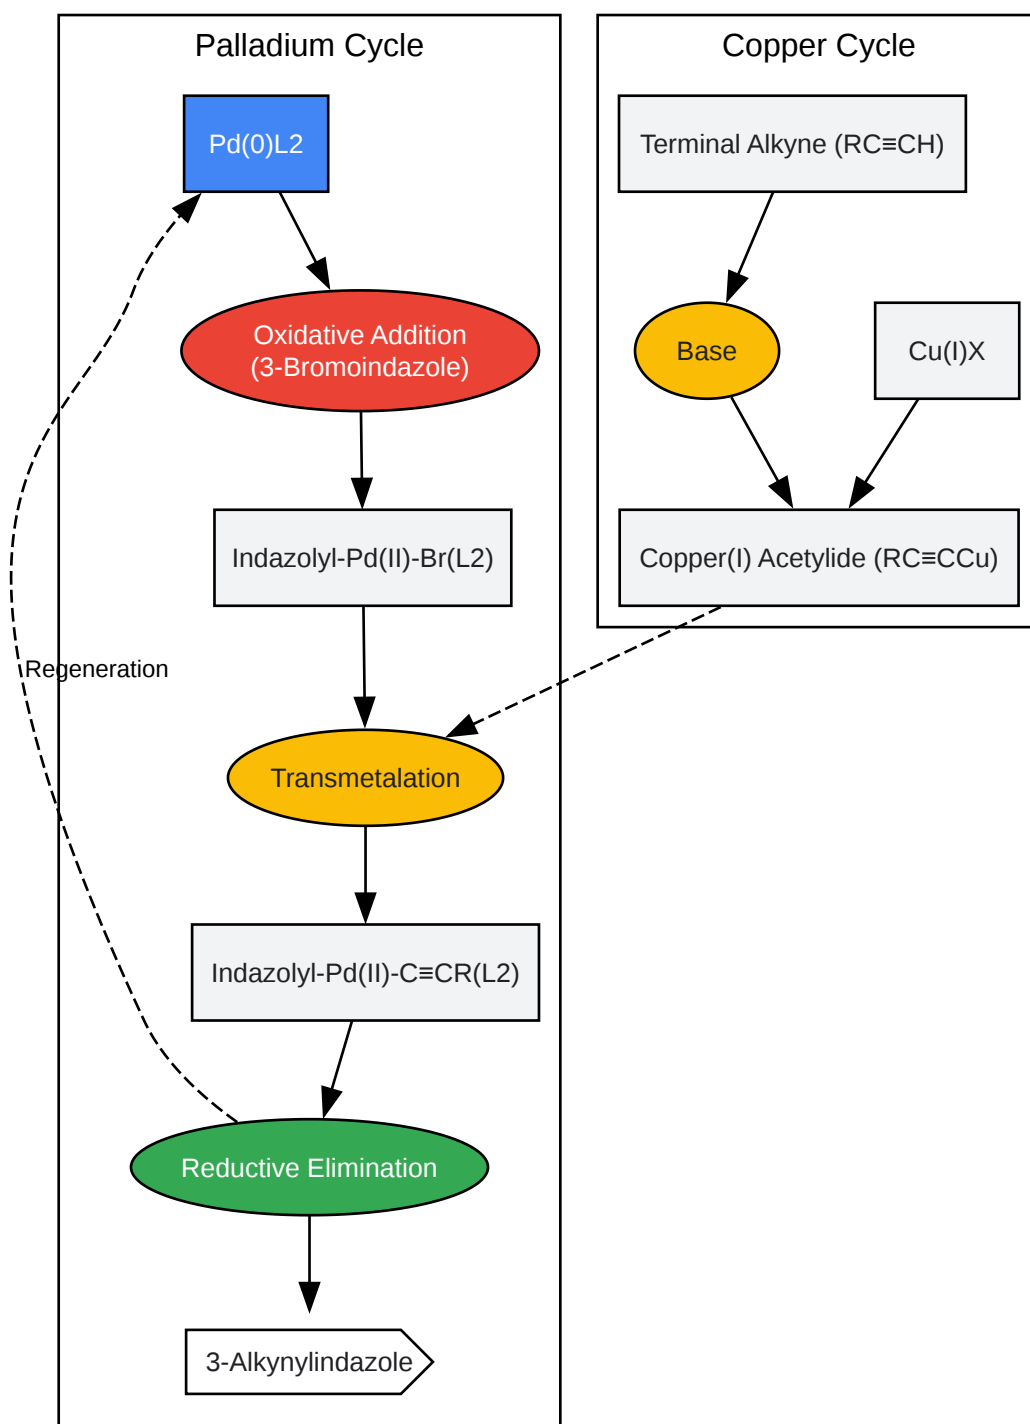 Palladium Cycle
Pd(0)L2
Oxidative Addition
(3-Bromoindazole)
Indazolyl-Pd(II)-Br(L2)
Regeneration
Transmetalation
Indazolyl-Pd(II)-C≡CR(L2)
Reductive Elimination
3-Alkynylindazole
Copper Cycle
Terminal Alkyne (RC≡CH)
Base
Cu(I)X
Copper(I) Acetylide (RC≡CCu)